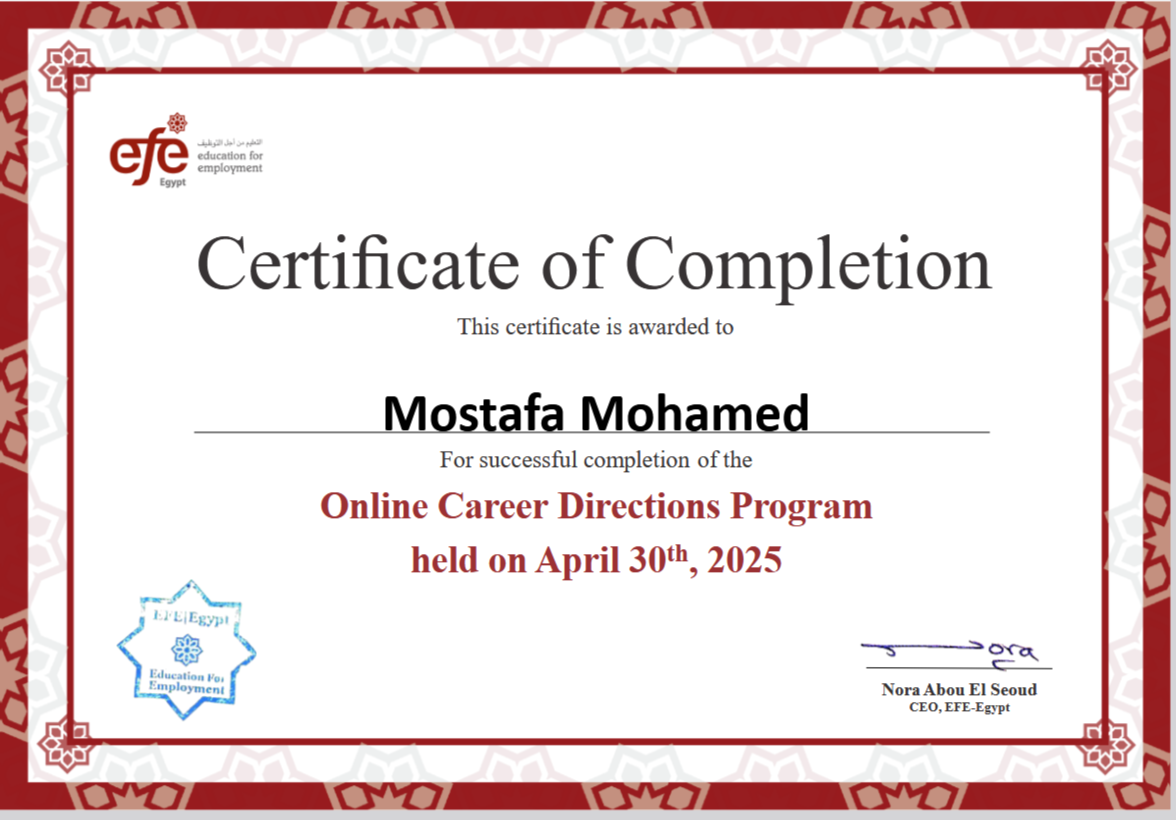 efe
Egypt
التعليم من أجل التوظيف
education for
employment
Certificate of Completion
This certificate is awarded to
Mostafa Mohamed
For successful completion of the
Online Career Directions Program
held on April 30th, 2025
EFE|Egypt
Education For
Employment
Nora
Nora Abou El Seoud
CEO, EFE-Egypt